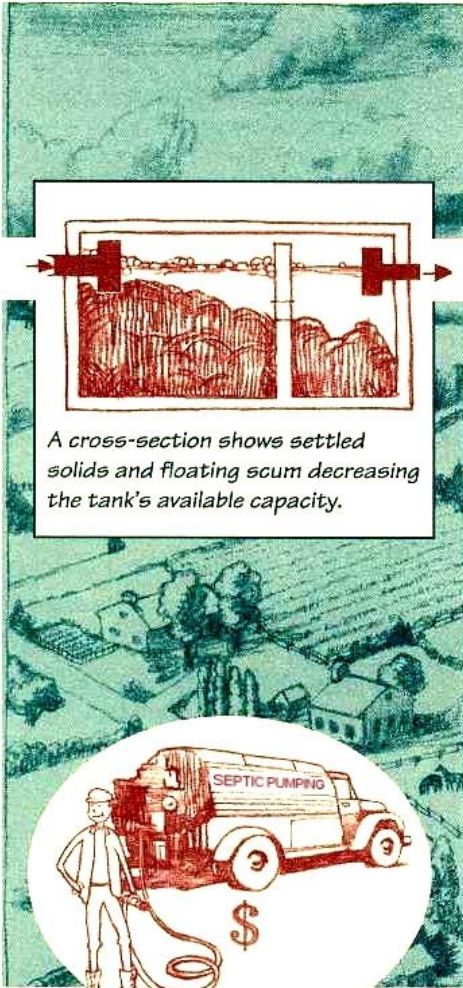 A cross-section shows settled
solids and floating scum decreasing
the tank's available capacity.
SEPTIC PUMPING
$